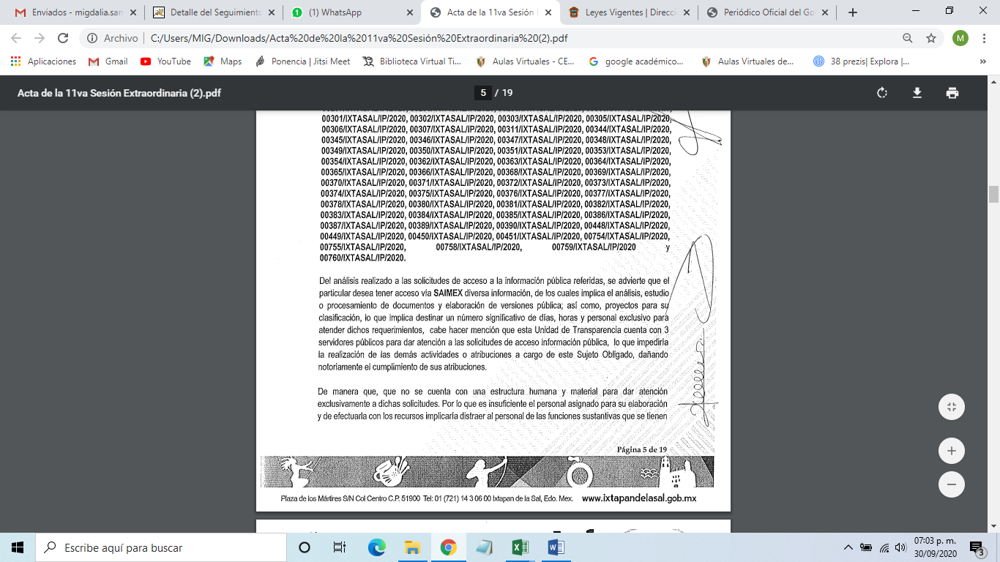 Enviados - migdalia.san
Detalle del Seguimiento
(1) WhatsApp
Acta de la 11va Sesión E
Leyes Vigentes | Direcci
Periódico Oficial del Go
Archivo C:/Users/MIG/Downloads/Acta%20de%20la%2011va%20Sesión%20Extraordinaria%20(2).pdf
M
Aplicaciones Gmail YouTube Maps Ponencia | Jitsi Meet Biblioteca Virtual Ti... Aulas Virtuales - CE... google académico... Aulas Virtuales de... 38 prezis| Explora |... »
Acta de la 11va Sesión Extraordinaria (2).pdf 5 / 19
00301/IXTASAL/IP/2020, 00302/IXTASAL/IP/2020, 00303/IXTASAL/IP/2020, 00305/IXTASAL/IP/2020,
00306/IXTASAL/IP/2020, 00307/IXTASAL/IP/2020, 00311/IXTASAL/IP/2020, 00344/IXTASAL/IP/2020,
00345/IXTASAL/IP/2020, 00346/IXTASAL/IP/2020, 00347/IXTASAL/IP/2020, 00348/IXTASAL/IP/2020,
00349/IXTASAL/IP/2020, 00350/IXTASAL/IP/2020, 00351/IXTASAL/IP/2020, 00353/IXTASAL/IP/2020,
00354/IXTASAL/IP/2020, 00362/IXTASAL/IP/2020, 00363/IXTASAL/IP/2020, 00364/IXTASAL/IP/2020,
00365/IXTASAL/IP/2020, 00366/IXTASAL/IP/2020, 00368/IXTASAL/IP/2020, 00369/IXTASAL/IP/2020,
00370/IXTASAL/IP/2020, 00371/IXTASAL/IP/2020, 00372/IXTASAL/IP/2020, 00373/IXTASAL/IP/2020,
00374/IXTASAL/IP/2020, 00375/IXTASAL/IP/2020, 00376/IXTASAL/IP/2020, 00377/IXTASAL/IP/2020,
00378/IXTASAL/IP/2020, 00380/IXTASAL/IP/2020, 00381/IXTASAL/IP/2020, 00382/IXTASAL/IP/2020,
00383/IXTASAL/IP/2020, 00384/IXTASAL/IP/2020, 00385/IXTASAL/IP/2020, 00386/IXTASAL/IP/2020,
00387/IXTASAL/IP/2020, 00389/IXTASAL/IP/2020, 00390/IXTASAL/IP/2020, 00448/IXTASAL/IP/2020,
00449/IXTASAL/IP/2020, 00450/IXTASAL/IP/2020, 00451/IXTASAL/IP/2020, 00754/IXTASAL/IP/2020,
00755/IXTASAL/IP/2020, 00758/IXTASAL/IP/2020, 00759/IXTASAL/IP/2020 y
00760/IXTASAL/IP/2020.
Del análisis realizado a las solicitudes de acceso a la información pública referidas, se advierte que el
particular desea tener acceso vía SAIMEX diversa información, de los cuales implica el análisis, estudio
o procesamiento de documentos y elaboración de versiones pública; así como, proyectos para su
clasificación, lo que implica destinar un número significativo de días, horas y personal exclusivo para
atender dichos requerimientos, cabe hacer mención que esta Unidad de Transparencia cuenta con 3
servidores públicos para dar atención a las solicitudes de acceso información pública, lo que impediría
la realización de las demás actividades o atribuciones a cargo de este Sujeto Obligado, dañando
notoriamente el cumplimiento de sus atribuciones.
De manera que, que no se cuenta con una estructura humana y material para dar atención
exclusivamente a dichas solicitudes. Por lo que es insuficiente el personal asignado para su elaboración
y de efectuarla con los recursos implicaría distraer al personal de las funciones sustantivas que se tienen
Página 5 de 19
Plaza de los Mártires S/N Col Centro C.P. 51900 Tel: 01 (721) 14 3 06 00 Ixtapan de la Sal, Edo. Mex. www.ixtapandelasal.gob.mx
Escribe aquí para buscar
07:03 p. m.
30/09/2020
3